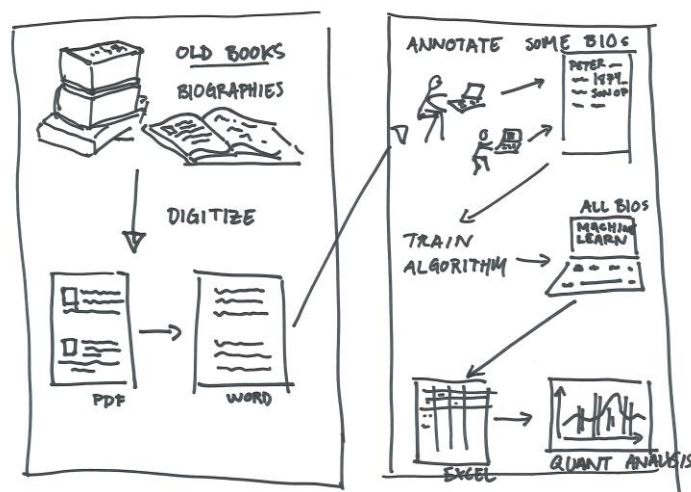 OLD BOOKS
BIOGRAPHIES
DIGITIZE
PDF
WORD
ANNOTATE SOME BIOS
PETER
1974
SON OF
TRAIN
ALGORITHM
ALL BIOS
MACHINE
LEARN
EXCEL
QUANT ANALYSIS